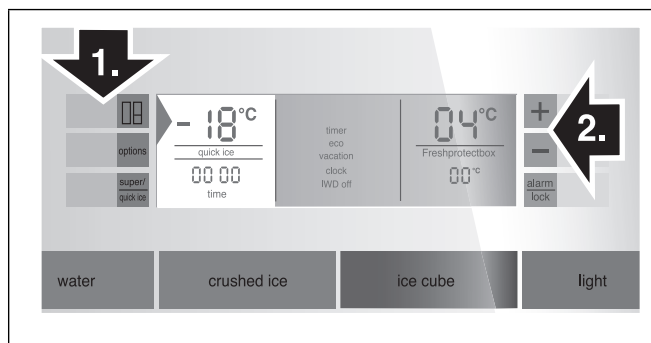 1.
2.
options
super/
quick ice
- 18°C
quick ice
00 00
time
timer
eco
vacation
clock
IWD off
04°C
Freshprotectbox
00°C
+
−
alarm
lock
water
crushed ice
ice cube
light